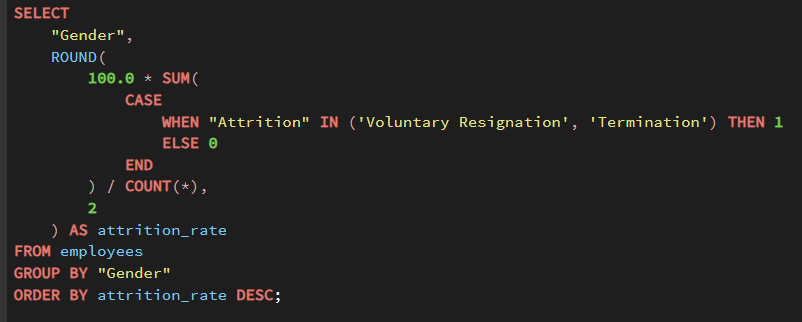 SELECT
    "Gender",
    ROUND(
        100.0 * SUM(
            CASE
                WHEN "Attrition" IN ('Voluntary Resignation', 'Termination') THEN 1
                ELSE 0
            END
        ) / COUNT(*),
        2
    ) AS attrition_rate
FROM employees
GROUP BY "Gender"
ORDER BY attrition_rate DESC;